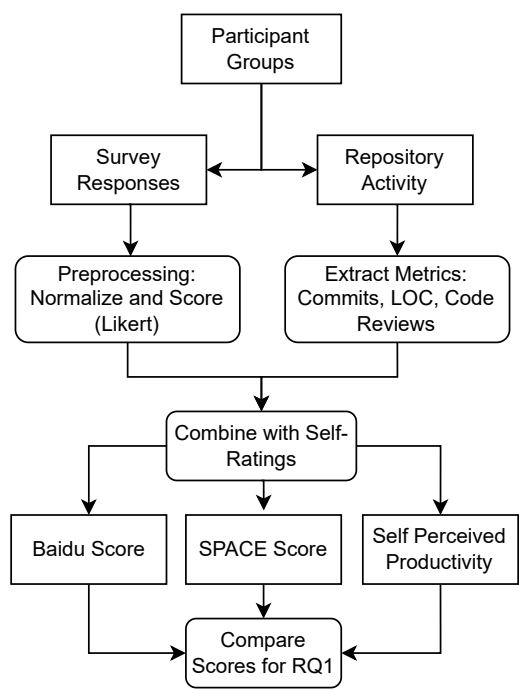 Participant
Groups
Survey
Responses
Repository
Activity
Preprocessing:
Normalize and Score
(Likert)
Extract Metrics:
Commits, LOC, Code
Reviews
Combine with Self-
Ratings
Baidu Score
SPACE Score
Self Perceived
Productivity
Compare
Scores for RQ1